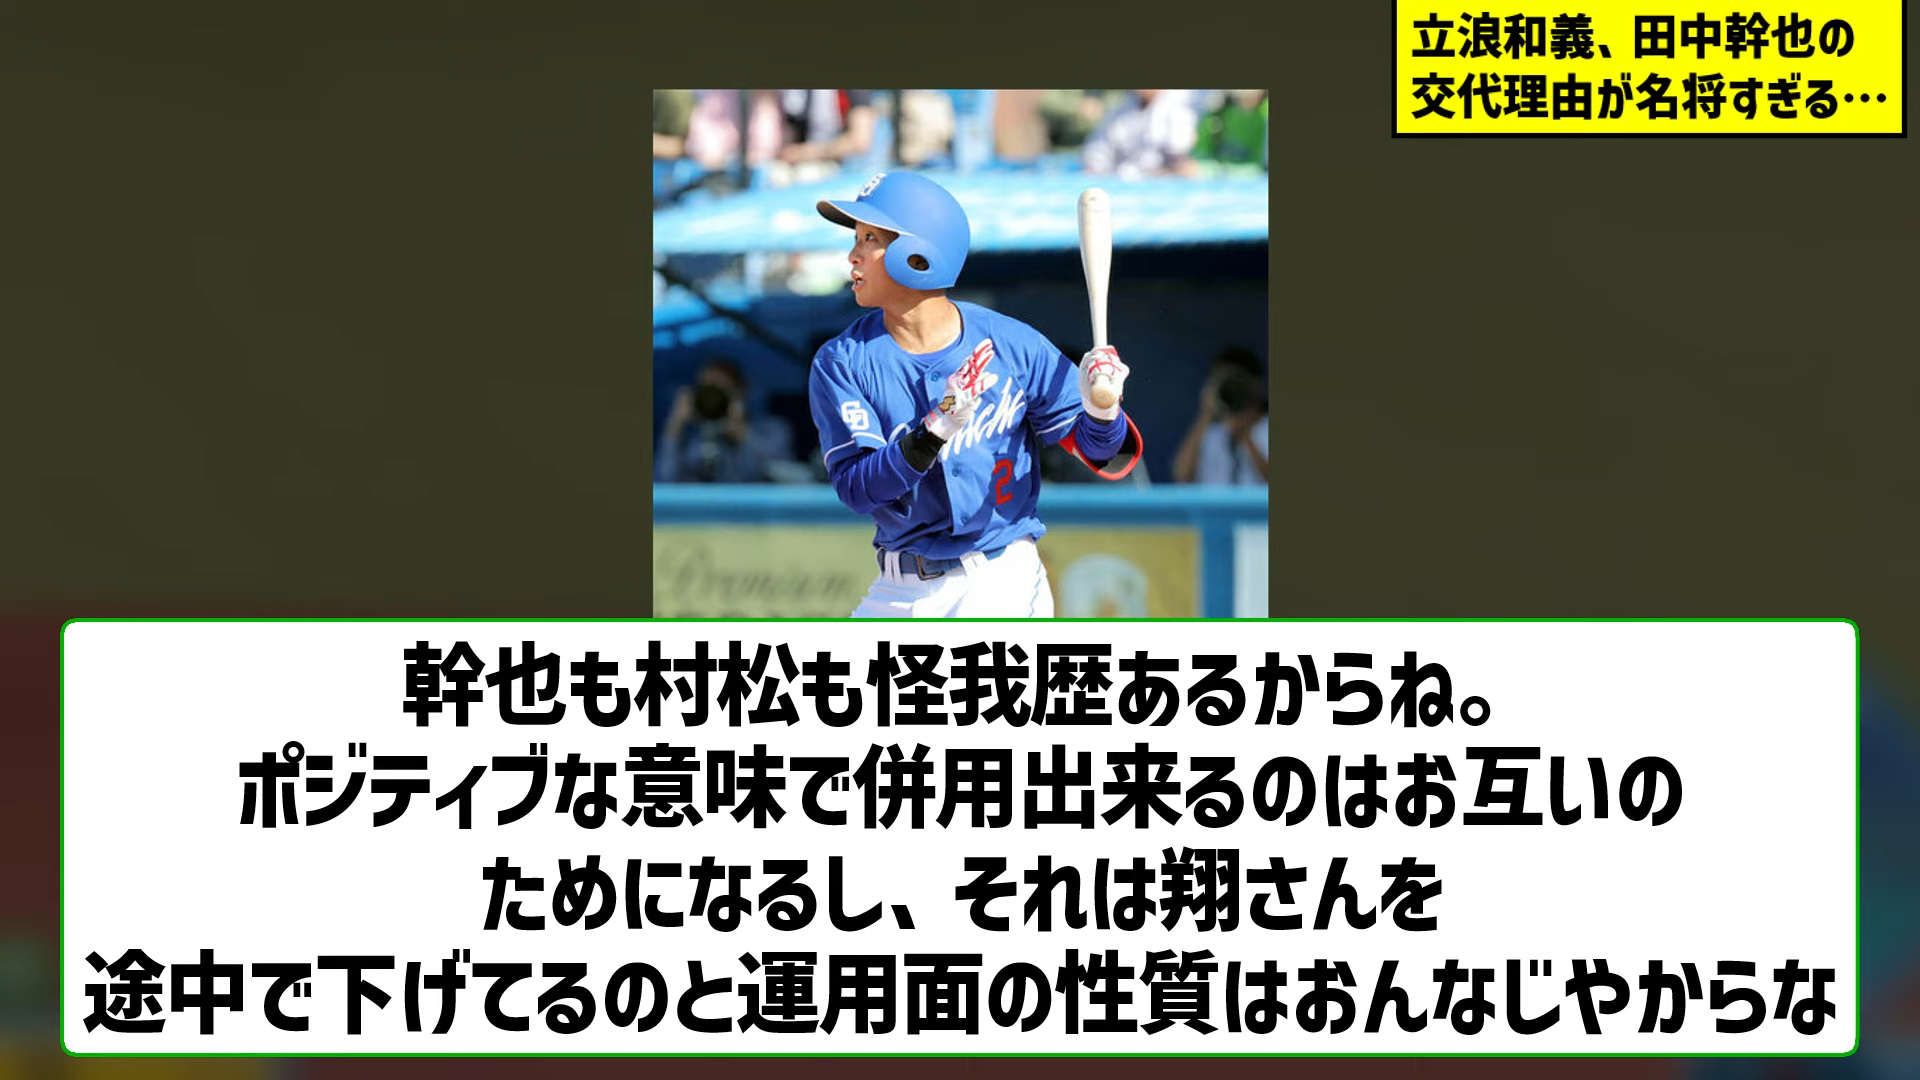 立浪和義、田中幹也の
交代理由が名将すぎる…
CD
2
Premium
幹也も村松も怪我歴あるからね。
ポジティブな意味で併用出来るのはお互いの
ためになるし、それは翔さんを
途中で下げてるのと運用面の性質はおんなじやからな